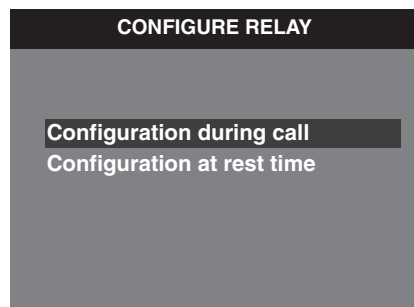 CONFIGURE RELAY
Configuration during call
Configuration at rest time